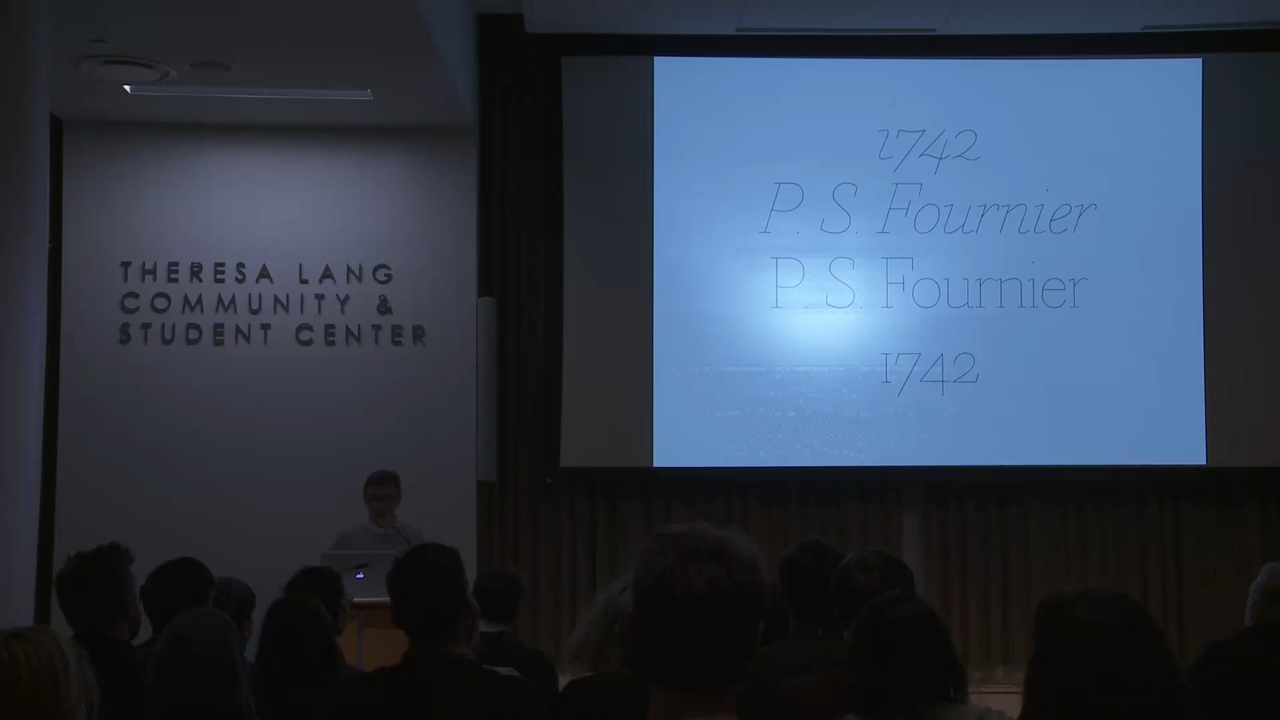 THERESA LANG
COMMUNITY &
STUDENT CENTER
1742
P. S. Fournier
P. S. Fournier
1742